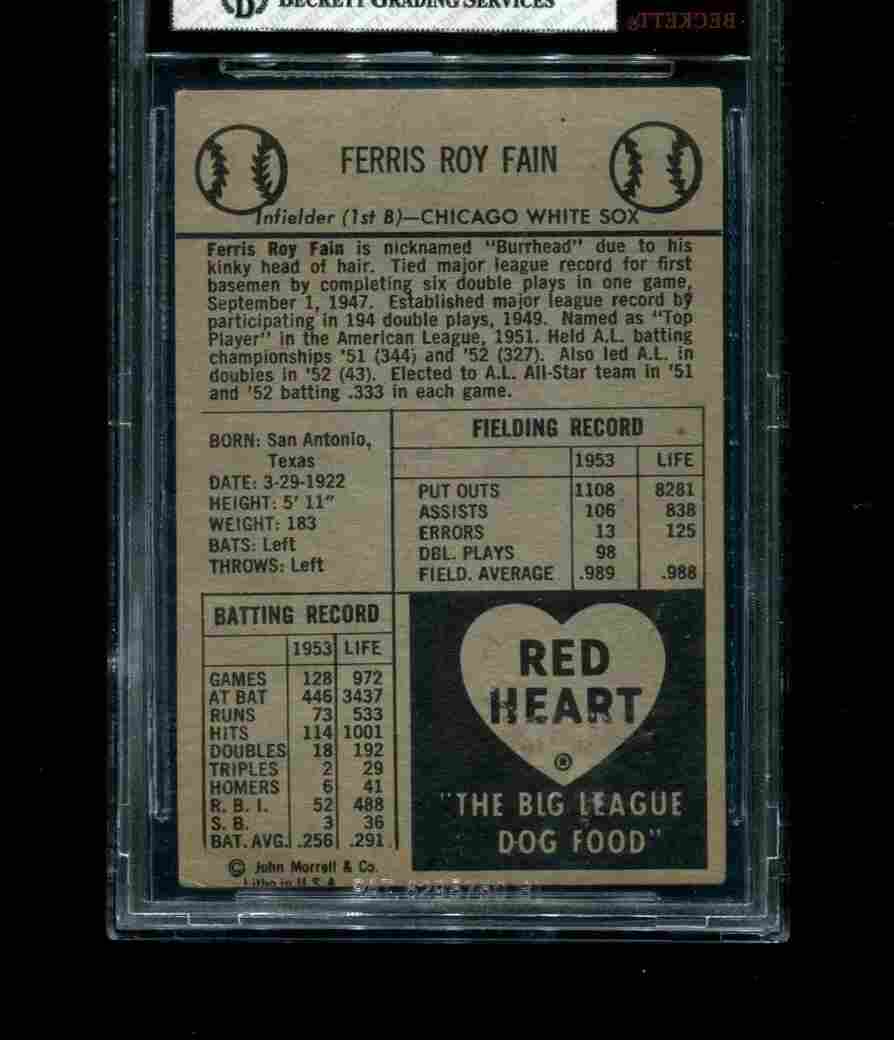 BECKETT GRADING SERVICES
BECKETT®
FERRIS ROY FAIN
Infielder (1st B)—CHICAGO WHITE SOX
Ferris Roy Fain is nicknamed "Burrhead" due to his
kinky head of hair. Tied major league record for first
basemen by completing six double plays in one game,
September 1, 1947. Established major league record by
participating in 194 double plays, 1949. Named as "Top
Player" in the American League, 1951. Held A.L. batting
championships '51 (344) and '52 (327). Also led A.L. in
doubles in '52 (43). Elected to A.L. All-Star team in '51
and '52 batting .333 in each game.
BORN: San Antonio,
Texas
DATE: 3-29-1922
HEIGHT: 5' 11"
WEIGHT: 183
BATS: Left
THROWS: Left
FIELDING RECORD
1953 LIFE
PUT OUTS 1108 8281
ASSISTS 106 838
ERRORS 13 125
DBL. PLAYS 98
FIELD. AVERAGE .989 .988
BATTING RECORD
1953 LIFE
GAMES 128 972
AT BAT 446 3437
RUNS 73 533
HITS 114 1001
DOUBLES 18 192
TRIPLES 2 29
HOMERS 6 41
R. B. I. 52 488
S. B. 3 36
BAT. AVG. .256 .291
© John Morrell & Co.
Litho in U.S.A.
RED
HEART
®
"THE BIG LEAGUE
DOG FOOD"